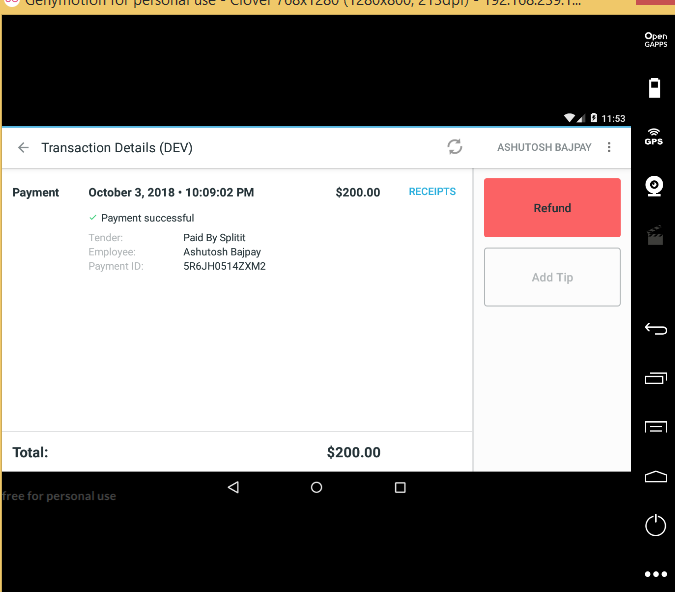 Genymotion for personal use - Clover 768x1280 (1280x800, 213dpi) - 192.168.239.1...
Open
GAPPS
11:53
Transaction Details (DEV)
ASHUTOSH BAJPAY
GPS
Payment October 3, 2018 • 10:09:02 PM $200.00 RECEIPTS
Payment successful
Tender: Paid By Splitit
Employee: Ashutosh Bajpay
Payment ID: 5R6JH0514ZXM2
Refund
Add Tip
Total: $200.00
free for personal use